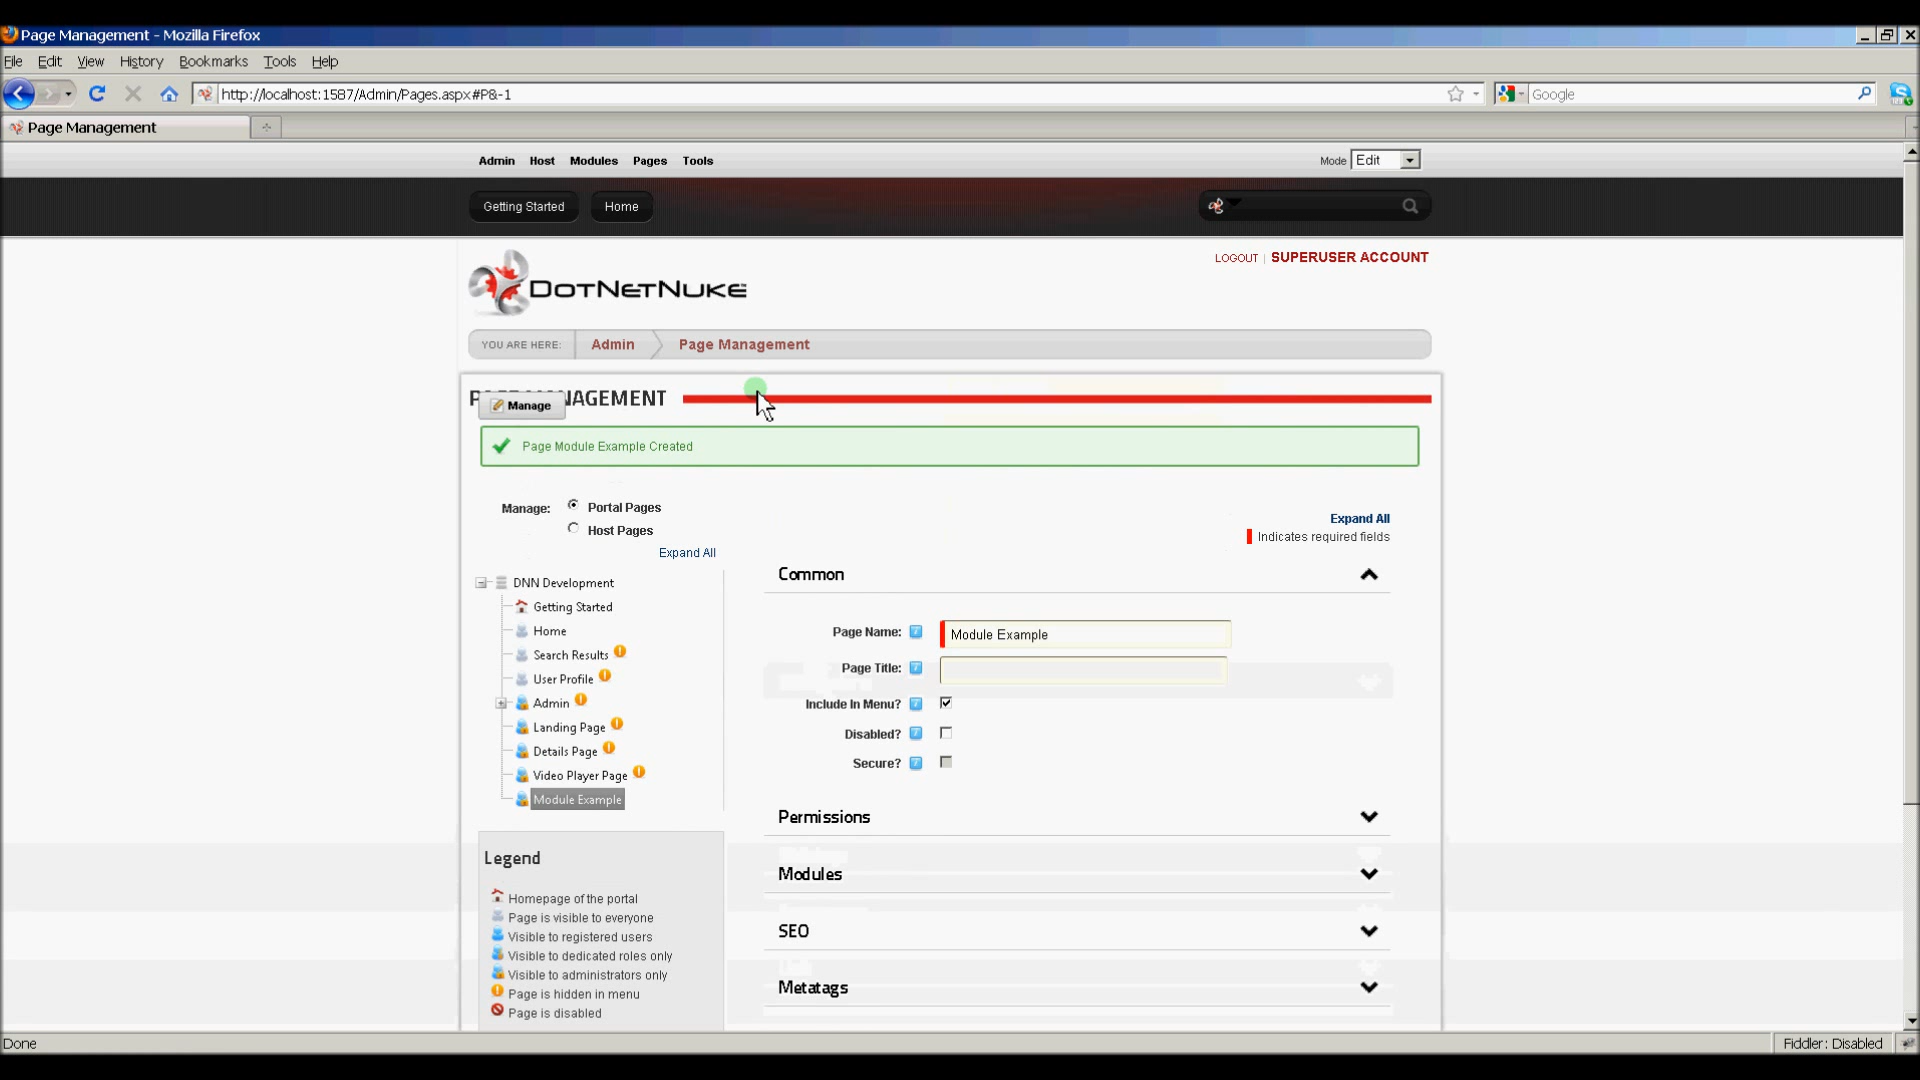 Page Management - Mozilla Firefox
File Edit View History Bookmarks Tools Help
http://localhost:1587/Admin/Pages.aspx#P&-1
Google
Page Management
Admin Host Modules Pages Tools
Mode Edit
Getting Started Home
LOGOUT | SUPERUSER ACCOUNT
DotNetNuke
YOU ARE HERE: Admin Page Management
Manage
Page Module Example Created
Manage: Portal Pages
Host Pages
Expand All
Expand All
Indicates required fields
DNN Development
Getting Started
Home
Search Results
User Profile
Admin
Landing Page
Details Page
Video Player Page
Module Example
Common
Page Name: Module Example
Page Title:
Include In Menu?
Disabled?
Secure?
Permissions
Modules
SEO
Metatags
Legend
Homepage of the portal
Page is visible to everyone
Visible to registered users
Visible to dedicated roles only
Visible to administrators only
Page is hidden in menu
Page is disabled
Done
Fiddler: Disabled